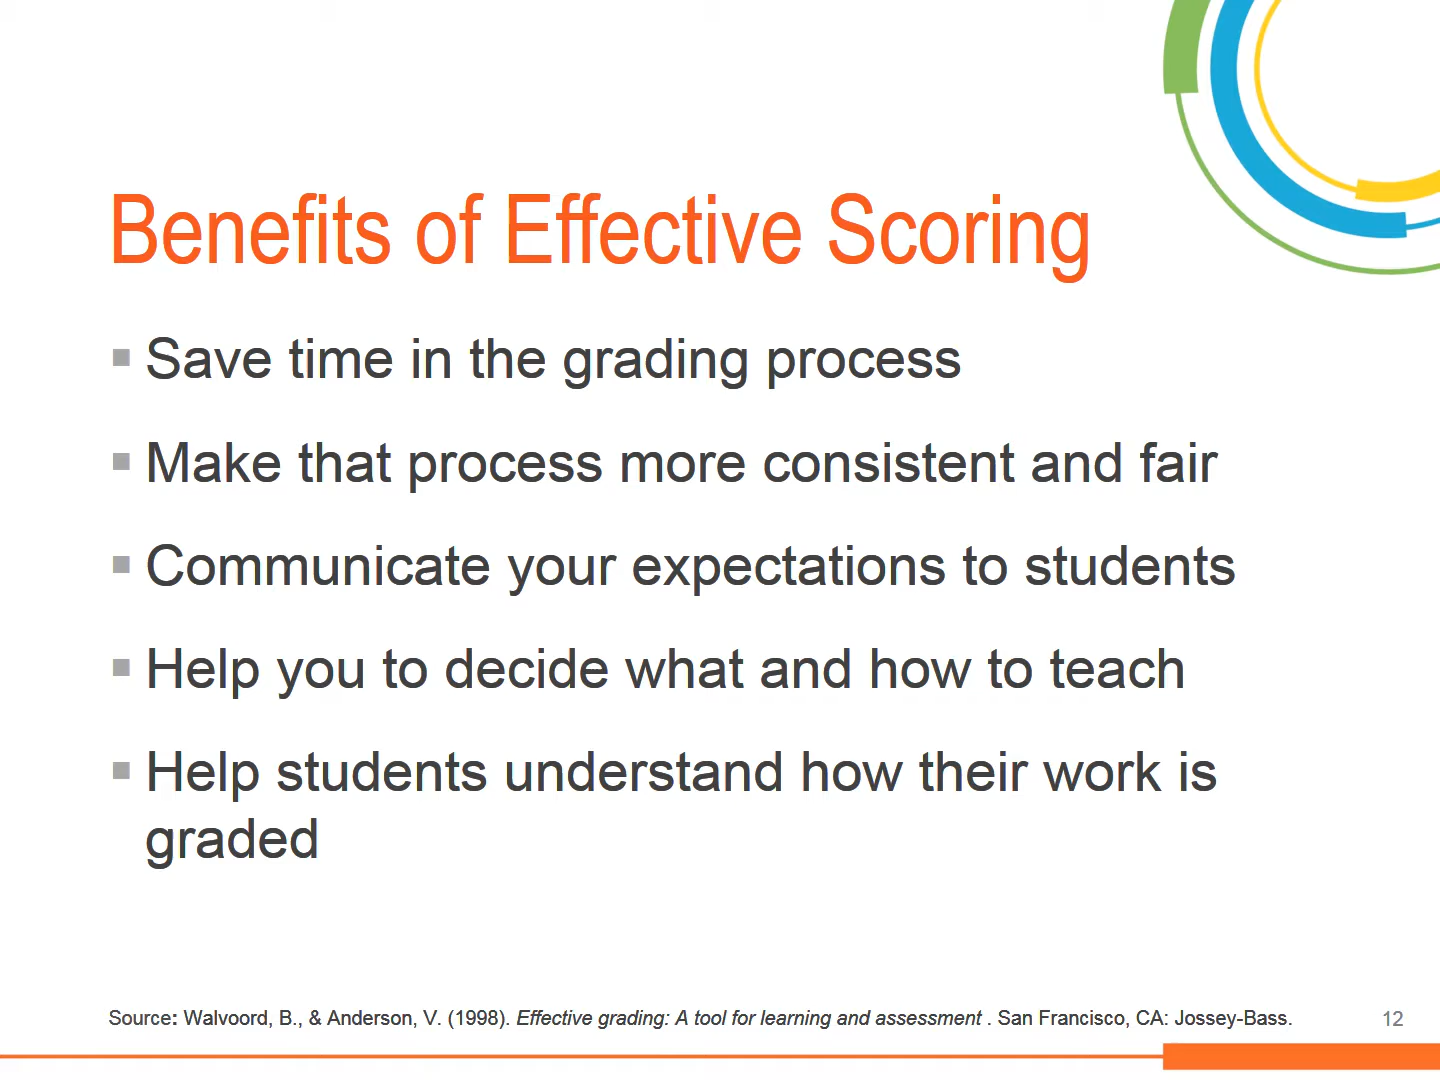 Benefits of Effective Scoring
▪ Save time in the grading process
▪ Make that process more consistent and fair
▪ Communicate your expectations to students
▪ Help you to decide what and how to teach
▪ Help students understand how their work is
graded
Source: Walvoord, B., & Anderson, V. (1998). Effective grading: A tool for learning and assessment . San Francisco, CA: Jossey-Bass.
12